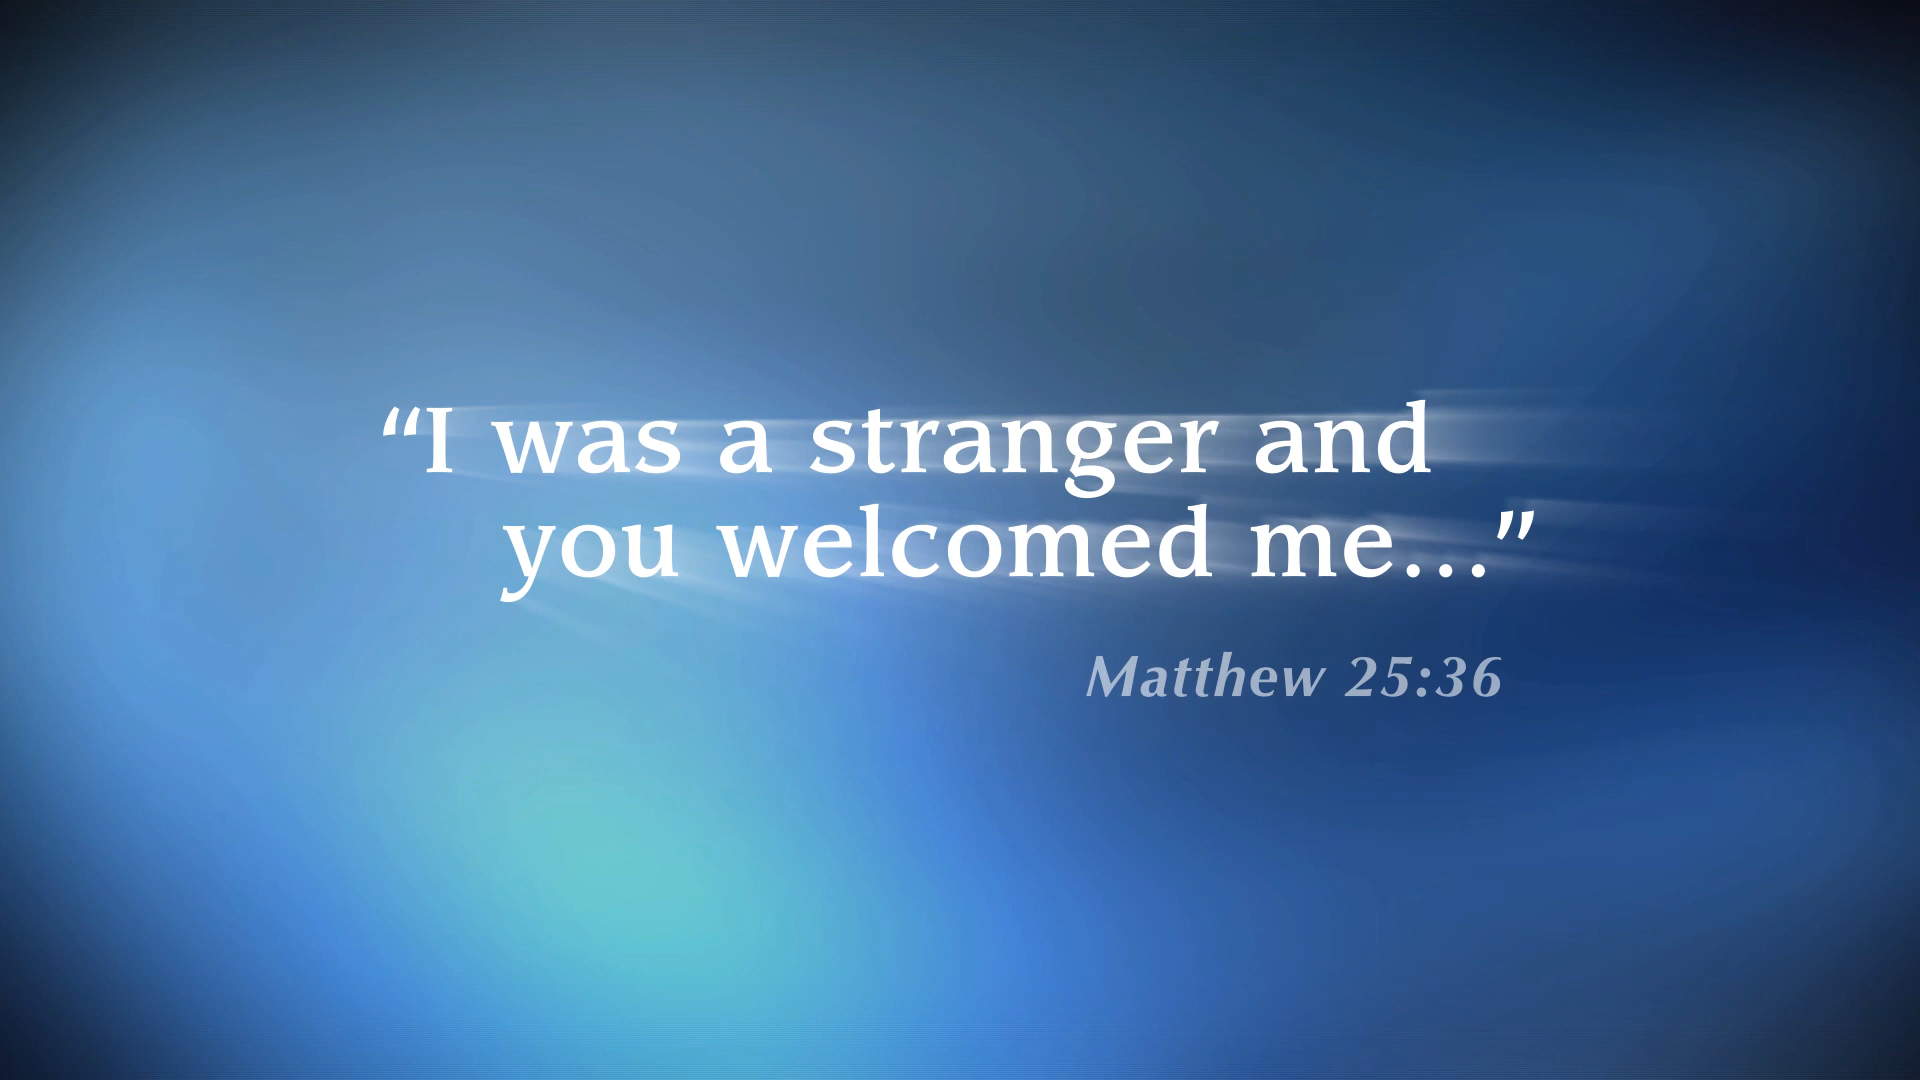 “I was a stranger and
you welcomed me...”
Matthew 25:36